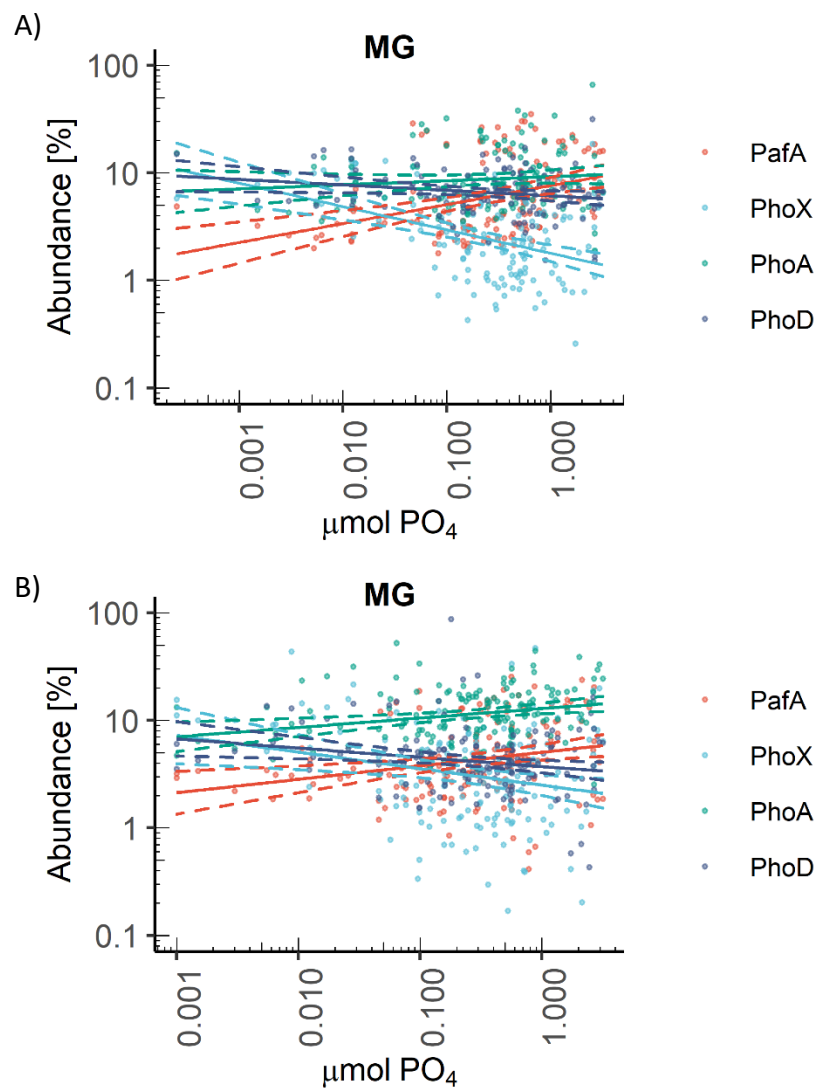 A)
MG
100
10
1
0.1
Abundance [%]
0.001
0.010
0.100
1.000
μmol PO₄
PafA
PhoX
PhoA
PhoD
B)
MG
100
10
1
0.1
Abundance [%]
0.001
0.010
0.100
1.000
μmol PO₄
PafA
PhoX
PhoA
PhoD